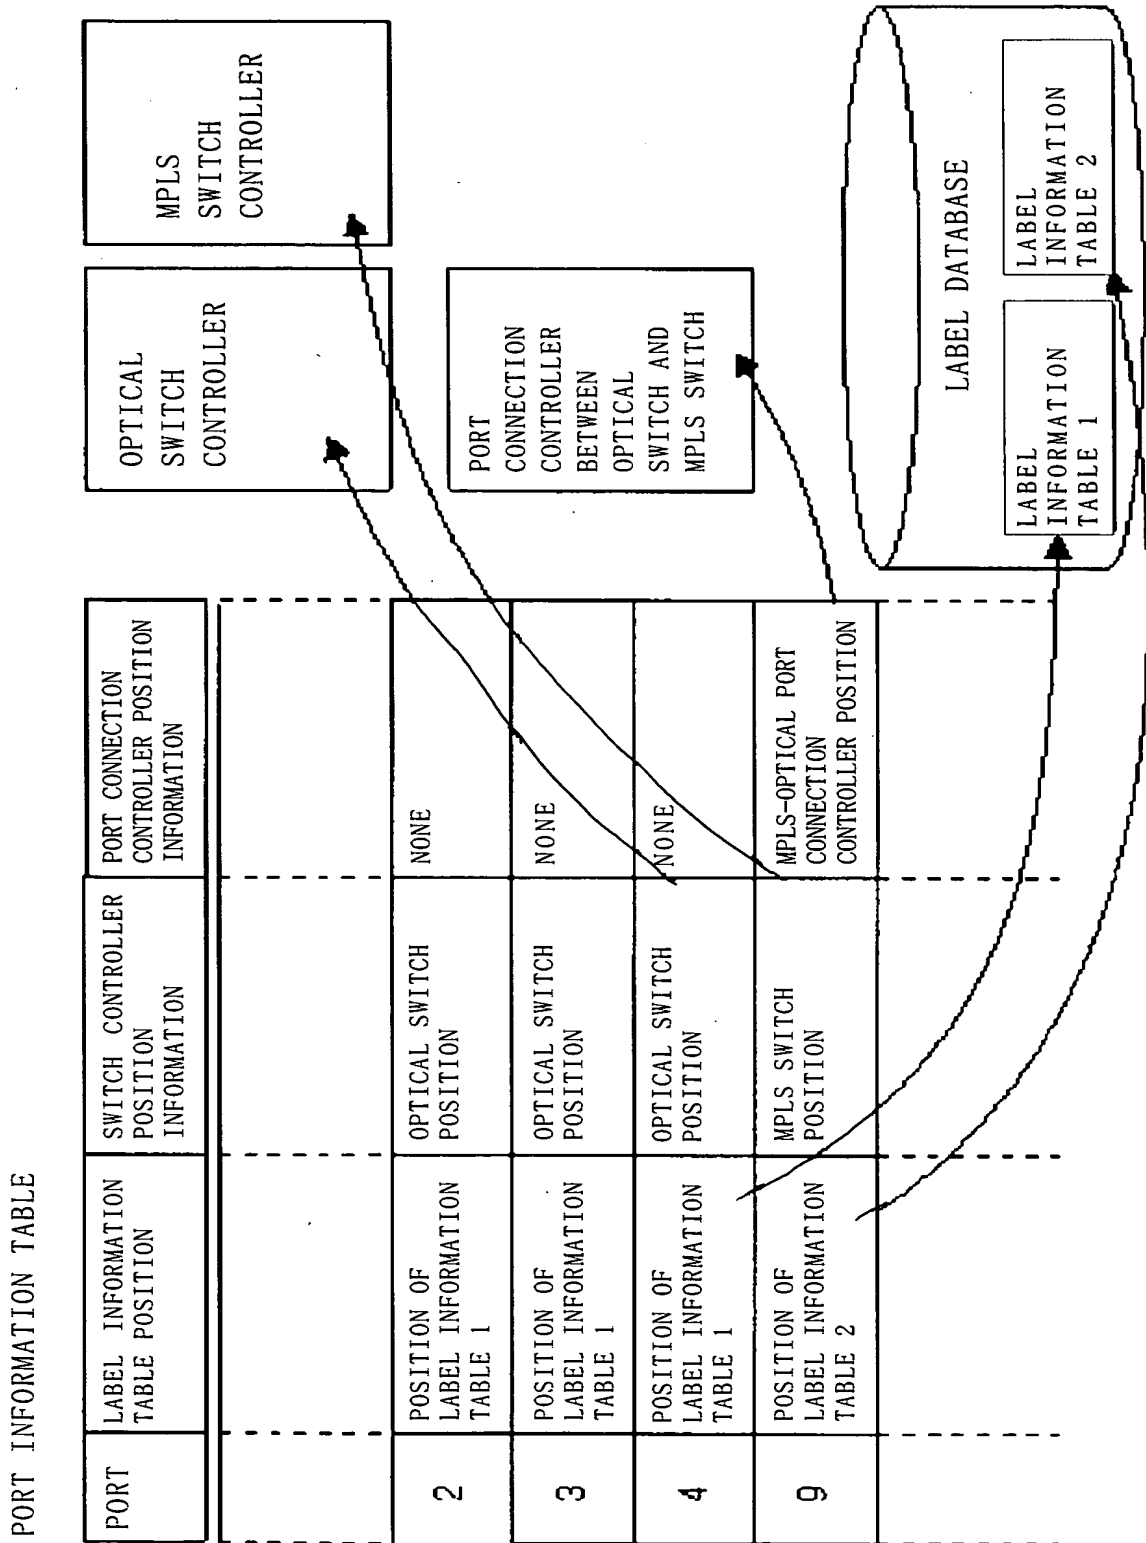 PORT INFORMATION TABLE
PORT
LABEL INFORMATION
TABLE POSITION
SWITCH CONTROLLER
POSITION
INFORMATION
PORT CONNECTION
CONTROLLER POSITION
INFORMATION
2
POSITION OF
LABEL INFORMATION
TABLE 1
OPTICAL SWITCH
POSITION
NONE
3
POSITION OF
LABEL INFORMATION
TABLE 1
OPTICAL SWITCH
POSITION
NONE
4
POSITION OF
LABEL INFORMATION
TABLE 1
OPTICAL SWITCH
POSITION
NONE
9
POSITION OF
LABEL INFORMATION
TABLE 2
MPLS SWITCH
POSITION
MPLS-OPTICAL PORT
CONNECTION
CONTROLLER POSITION
OPTICAL
SWITCH
CONTROLLER
MPLS
SWITCH
CONTROLLER
PORT
CONNECTION
CONTROLLER
BETWEEN
OPTICAL
SWITCH AND
MPLS SWITCH
LABEL DATABASE
LABEL
INFORMATION
TABLE 1
LABEL
INFORMATION
TABLE 2